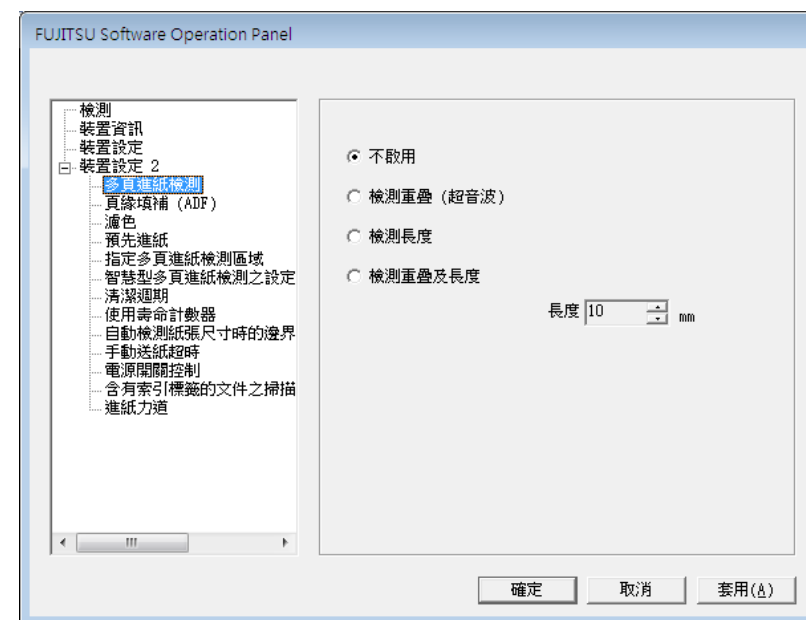 FUJITSU Software Operation Panel
檢測
裝置資訊
裝置設定
裝置設定 2
多頁進紙檢測
頁緣填補 (ADF)
濾色
預先進紙
指定多頁進紙檢測區域
智慧型多頁進紙檢測之設定
清潔週期
使用壽命計數器
自動檢測紙張尺寸時的邊界
手動送紙超時
電源開關控制
含有索引標籤的文件之掃描
進紙力道
不啟用
檢測重疊 (超音波)
檢測長度
檢測重疊及長度
長度 10 mm
確定
取消
套用(A)